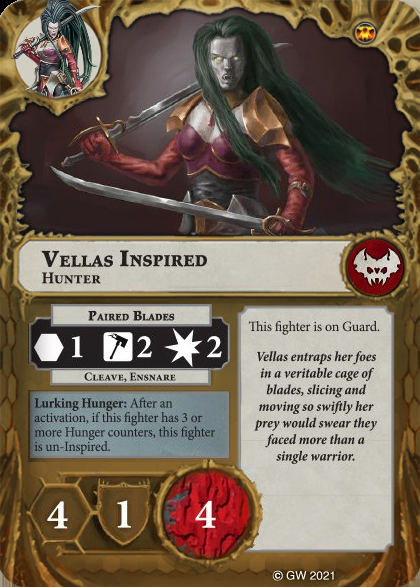 Vellas Inspired
Hunter
Paired Blades
1 2 2
Cleave, Ensnare
Lurking Hunger: After an
activation, if this fighter has 3 or
more Hunger counters, this fighter
is un-Inspired.
This fighter is on Guard.
Vellas entraps her foes
in a veritable cage of
blades, slicing and
moving so swiftly her
prey would swear they
faced more than a
single warrior.
4 1 4
© GW 2021